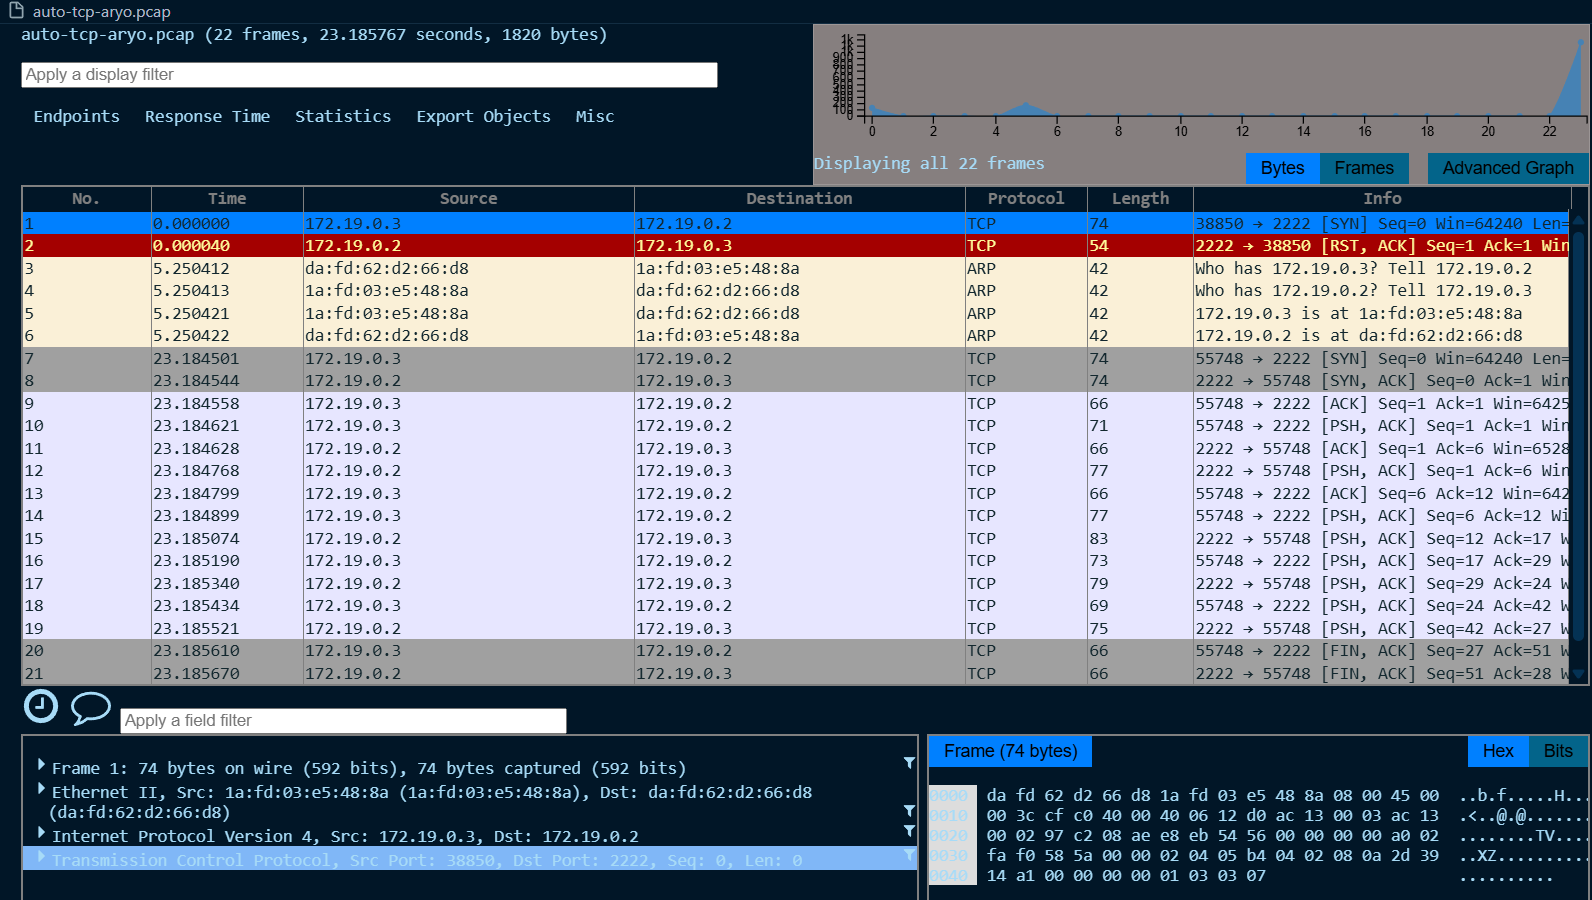 auto-tcp-aryo.pcap
auto-tcp-aryo.pcap (22 frames, 23.185767 seconds, 1820 bytes)
Apply a display filter
Endpoints Response Time Statistics Export Objects Misc
1k
1k
900
800
700
600
500
400
300
200
100
0
0 2 4 6 8 10 12 14 16 18 20 22
Displaying all 22 frames
Bytes Frames Advanced Graph
No. Time Source Destination Protocol Length Info
1 0.000000 172.19.0.3 172.19.0.2 TCP 74 38850 → 2222 [SYN] Seq=0 Win=64240 Len=
2 0.000040 172.19.0.2 172.19.0.3 TCP 54 2222 → 38850 [RST, ACK] Seq=1 Ack=1 Win
3 5.250412 da:fd:62:d2:66:d8 1a:fd:03:e5:48:8a ARP 42 Who has 172.19.0.3? Tell 172.19.0.2
4 5.250413 1a:fd:03:e5:48:8a da:fd:62:d2:66:d8 ARP 42 Who has 172.19.0.2? Tell 172.19.0.3
5 5.250421 1a:fd:03:e5:48:8a da:fd:62:d2:66:d8 ARP 42 172.19.0.3 is at 1a:fd:03:e5:48:8a
6 5.250422 da:fd:62:d2:66:d8 1a:fd:03:e5:48:8a ARP 42 172.19.0.2 is at da:fd:62:d2:66:d8
7 23.184501 172.19.0.3 172.19.0.2 TCP 74 55748 → 2222 [SYN] Seq=0 Win=64240 Len=
8 23.184544 172.19.0.2 172.19.0.3 TCP 74 2222 → 55748 [SYN, ACK] Seq=0 Ack=1 Win
9 23.184558 172.19.0.3 172.19.0.2 TCP 66 55748 → 2222 [ACK] Seq=1 Ack=1 Win=6425
10 23.184621 172.19.0.3 172.19.0.2 TCP 71 55748 → 2222 [PSH, ACK] Seq=1 Ack=1 Win
11 23.184628 172.19.0.2 172.19.0.3 TCP 66 2222 → 55748 [ACK] Seq=1 Ack=6 Win=6528
12 23.184768 172.19.0.2 172.19.0.3 TCP 77 2222 → 55748 [PSH, ACK] Seq=1 Ack=6 Win
13 23.184799 172.19.0.3 172.19.0.2 TCP 66 55748 → 2222 [ACK] Seq=6 Ack=12 Win=642
14 23.184899 172.19.0.3 172.19.0.2 TCP 77 55748 → 2222 [PSH, ACK] Seq=6 Ack=12 Wi
15 23.185074 172.19.0.2 172.19.0.3 TCP 83 2222 → 55748 [PSH, ACK] Seq=12 Ack=17 W
16 23.185190 172.19.0.3 172.19.0.2 TCP 73 55748 → 2222 [PSH, ACK] Seq=17 Ack=29 W
17 23.185340 172.19.0.2 172.19.0.3 TCP 79 2222 → 55748 [PSH, ACK] Seq=29 Ack=24 W
18 23.185434 172.19.0.3 172.19.0.2 TCP 69 55748 → 2222 [PSH, ACK] Seq=24 Ack=42 W
19 23.185521 172.19.0.2 172.19.0.3 TCP 75 2222 → 55748 [PSH, ACK] Seq=42 Ack=27 W
20 23.185610 172.19.0.3 172.19.0.2 TCP 66 55748 → 2222 [FIN, ACK] Seq=27 Ack=51 W
21 23.185670 172.19.0.2 172.19.0.3 TCP 66 2222 → 55748 [FIN, ACK] Seq=51 Ack=28 W
Apply a field filter
Frame 1: 74 bytes on wire (592 bits), 74 bytes captured (592 bits)
Ethernet II, Src: 1a:fd:03:e5:48:8a (1a:fd:03:e5:48:8a), Dst: da:fd:62:d2:66:d8
(da:fd:62:d2:66:d8)
Internet Protocol Version 4, Src: 172.19.0.3, Dst: 172.19.0.2
Transmission Control Protocol, Src Port: 38850, Dst Port: 2222, Seq: 0, Len: 0
Frame (74 bytes) Hex Bits
0000 da fd 62 d2 66 d8 1a fd 03 e5 48 8a 08 00 45 00 ..b.f.....H...
0010 00 3c cf c0 40 00 40 06 12 d0 ac 13 00 03 ac 13 .<..@.@.......
0020 00 02 97 c2 08 ae e8 eb 54 56 00 00 00 00 a0 02 ........TV....
0030 fa f0 58 5a 00 00 02 04 05 b4 04 02 08 0a 2d 39 ..XZ..........
0040 14 a1 00 00 00 00 01 03 03 07 ..........